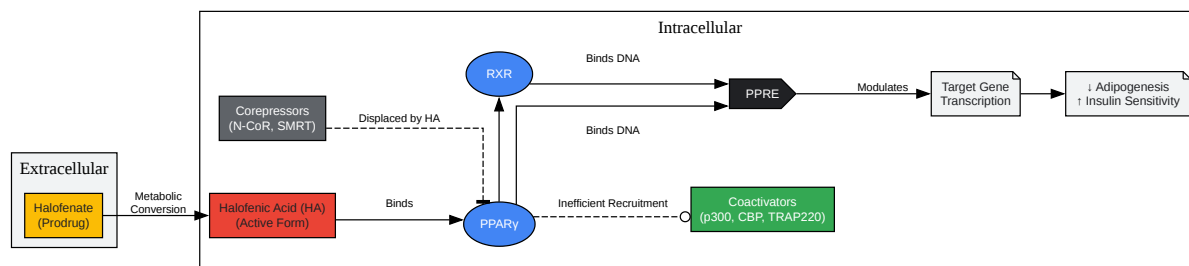 Intracellular
Extracellular
Halofenate
(Prodrug)
Metabolic
Conversion
Halofenic Acid (HA)
(Active Form)
Binds
Corepressors
(N-CoR, SMRT)
Displaced by HA
PPARγ
RXR
Binds DNA
Binds DNA
PPRE
Modulates
Target Gene
Transcription
↓ Adipogenesis
↑ Insulin Sensitivity
Inefficient Recruitment
Coactivators
(p300, CBP, TRAP220)